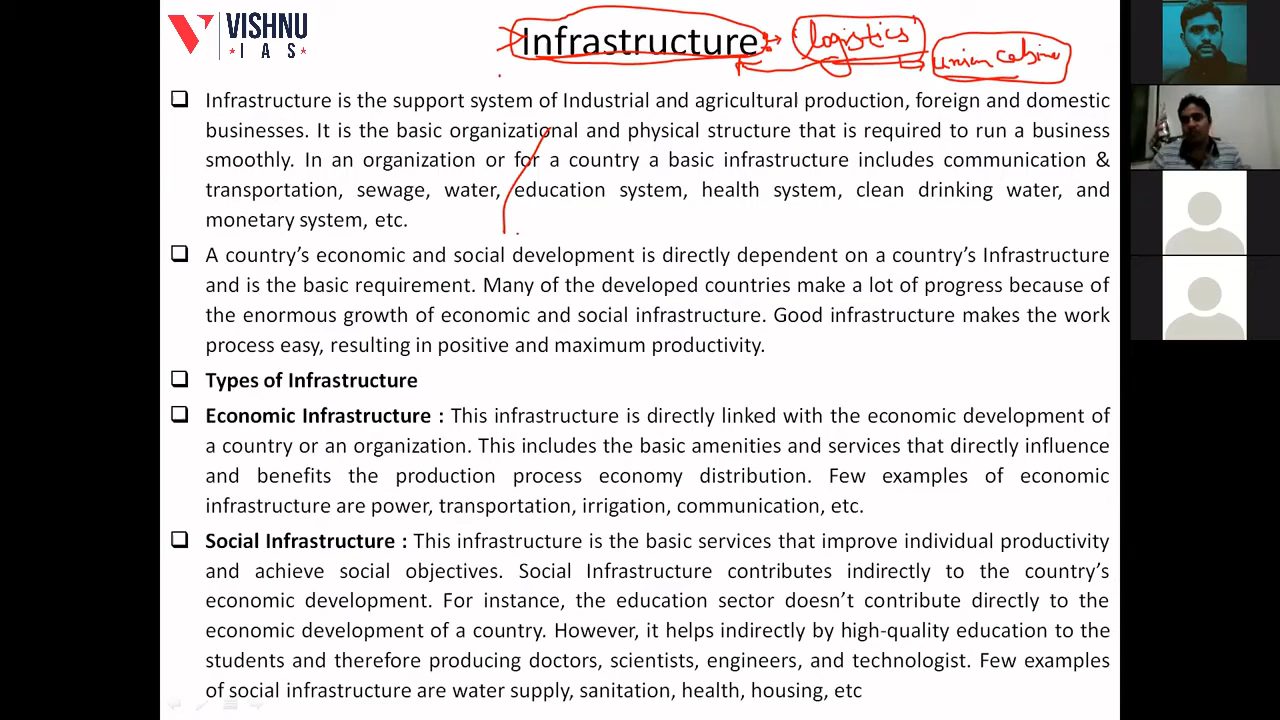 VISHNU
IAS
Infrastructure logistics
union
Infrastructure is the support system of Industrial and agricultural production, foreign and domestic
businesses. It is the basic organizational and physical structure that is required to run a business
smoothly. In an organization or for a country a basic infrastructure includes communication &
transportation, sewage, water, education system, health system, clean drinking water, and
monetary system, etc.
A country’s economic and social development is directly dependent on a country’s Infrastructure
and is the basic requirement. Many of the developed countries make a lot of progress because of
the enormous growth of economic and social infrastructure. Good infrastructure makes the work
process easy, resulting in positive and maximum productivity.
Types of Infrastructure
Economic Infrastructure : This infrastructure is directly linked with the economic development of
a country or an organization. This includes the basic amenities and services that directly influence
and benefits the production process economy distribution. Few examples of economic
infrastructure are power, transportation, irrigation, communication, etc.
Social Infrastructure : This infrastructure is the basic services that improve individual productivity
and achieve social objectives. Social Infrastructure contributes indirectly to the country’s
economic development. For instance, the education sector doesn’t contribute directly to the
economic development of a country. However, it helps indirectly by high-quality education to the
students and therefore producing doctors, scientists, engineers, and technologist. Few examples
of social infrastructure are water supply, sanitation, health, housing, etc